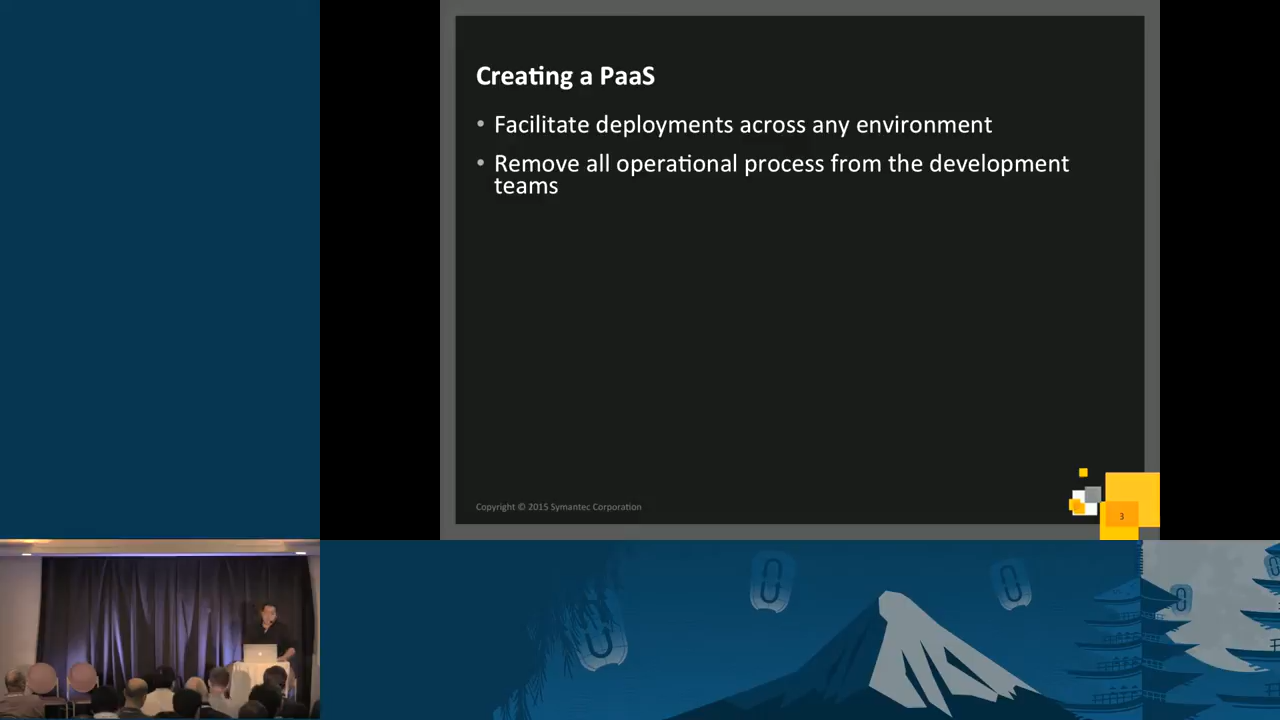 Creating a PaaS
• Facilitate deployments across any environment
• Remove all operational process from the development
teams
Copyright © 2015 Symantec Corporation
3